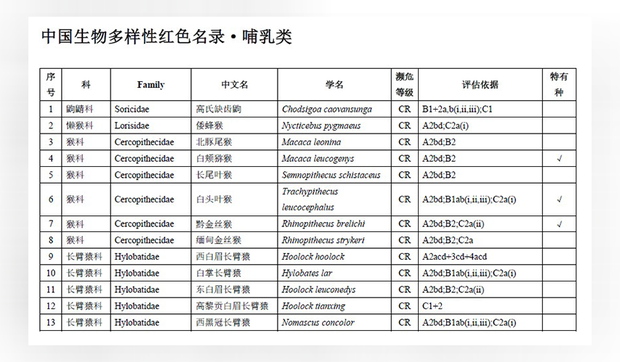 中国生物多样性红色名录·哺乳类
序号 科 Family 中文名 学名 濒危等级 评估依据 特有种
1 鼩鼱科 Soricidae 高氏缺齿鼩 Chodsigoa caovansunga CR B1+2a,b(i,ii,iii);C1
2 懒猴科 Lorisidae 倭蜂猴 Nycticebus pygmaeus CR A2bd;C2a(i)
3 猴科 Cercopithecidae 北豚尾猴 Macaca leonina CR A2bd;B2
4 猴科 Cercopithecidae 白颊猕猴 Macaca leucogenys CR A2bd;B2 √
5 猴科 Cercopithecidae 长尾叶猴 Semnopithecus schistaceus CR A2bd;B2
6 猴科 Cercopithecidae 白头叶猴 Trachypithecus leucocephalus CR A2bd;B1ab(i,ii,iii);C2a(i) √
7 猴科 Cercopithecidae 黔金丝猴 Rhinopithecus brelichi CR A2bd;B2;C2a(ii) √
8 猴科 Cercopithecidae 缅甸金丝猴 Rhinopithecus strykeri CR A2bd;B2;C2a
9 长臂猿科 Hylobatidae 西白眉长臂猿 Hoolock hoolock CR A2acd+3cd+4acd
10 长臂猿科 Hylobatidae 白掌长臂猿 Hylobates lar CR A2bd;B1ab(i,ii,iii);C2a(i)
11 长臂猿科 Hylobatidae 东白眉长臂猿 Hoolock leuconedys CR A2bd;B2;C2a(ii)
12 长臂猿科 Hylobatidae 高黎贡白眉长臂猿 Hoolock tianxing CR C1+2
13 长臂猿科 Hylobatidae 西黑冠长臂猿 Nomascus concolor CR A2bd;B1ab(i,ii,iii);C2a(i)